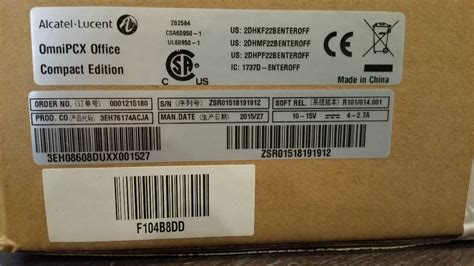 Alcatel·Lucent
OmniPCX Office
Compact Edition
202584
CSA60950 - 1
UL60950 - 1
C US
US: 2DHKF22BENTEROFF
US: 2DHMF22BENTEROFF
US: 2DHPF22BENTEROFF
IC: 1737D-ENTEROFF
CE
Made in China
ORDER NO. (订单号) 0001215180
S/N (序列号) ZSR01518191912
SOFT REL. (系统版本) R101/014.001
PROD. CO (产品代码) 3EH76174ACJA
MAN.DATE (生产日期) 2015/27
10 - 15V
4 - 2.7A
3EH08608DUXX001527
ZSR01518191912
F104B8DD